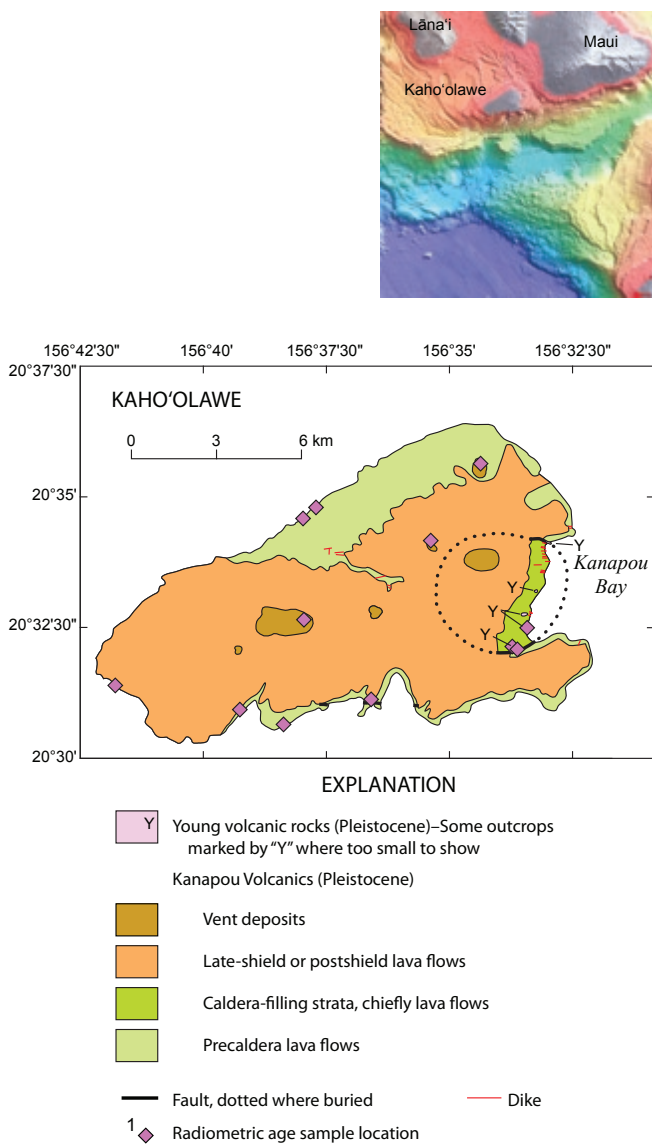 Lāna‘i
Maui
Kaho‘olawe
156°42'30" 156°40' 156°37'30" 156°35' 156°32'30"
20°37'30"
KAHO‘OLAWE
0 3 6 km
20°35'
Y
Kanapou
Bay
Y
Y
20°32'30"
Y
20°30'
EXPLANATION
Y Young volcanic rocks (Pleistocene)–Some outcrops
marked by “Y” where too small to show
Kanapou Volcanics (Pleistocene)
Vent deposits
Late-shield or postshield lava flows
Caldera-filling strata, chiefly lava flows
Precaldera lava flows
Fault, dotted where buried Dike
1 Radiometric age sample location